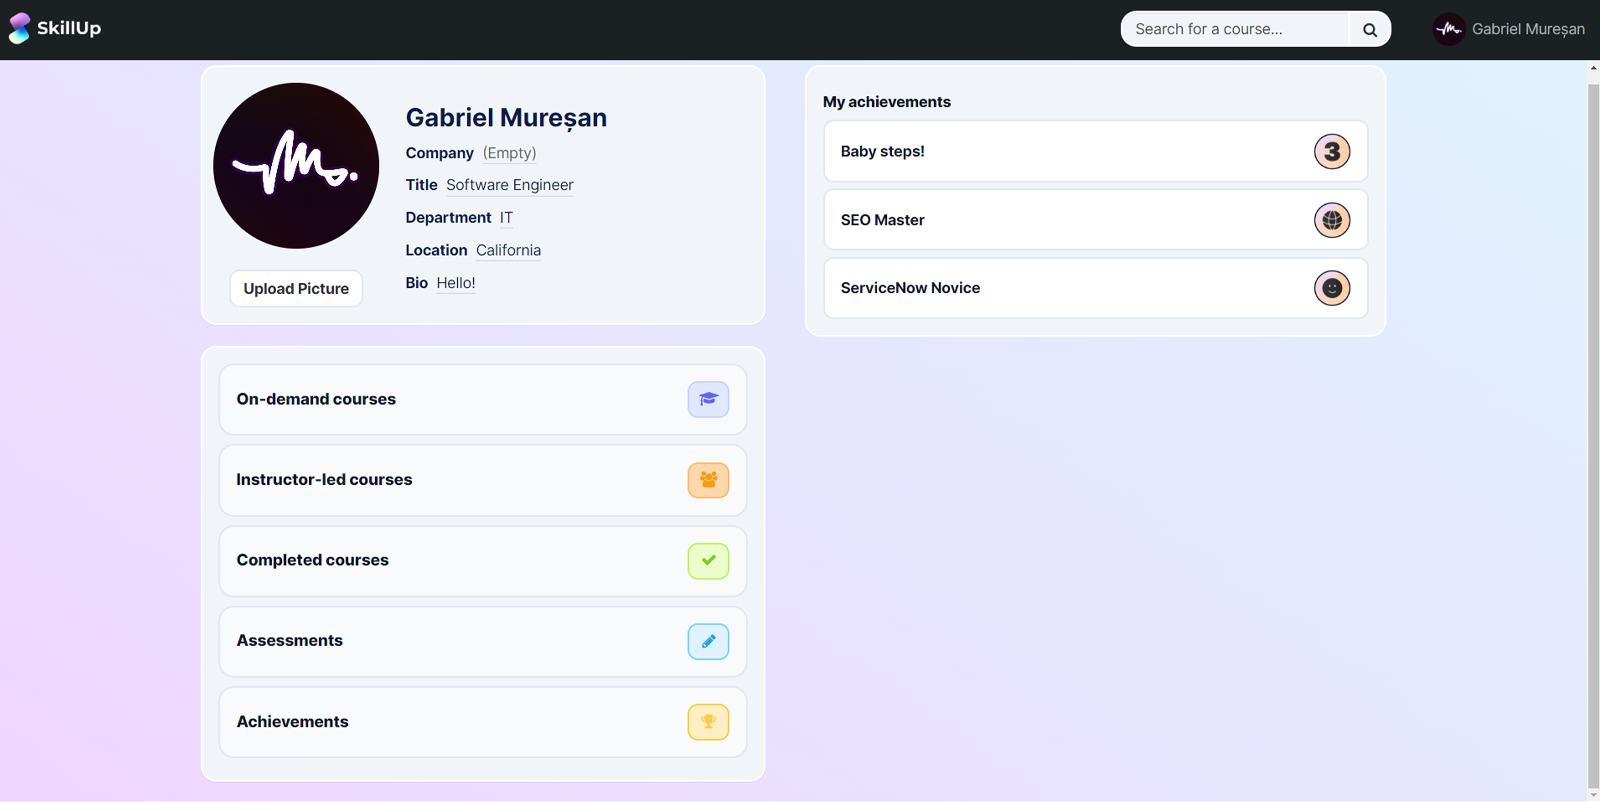 SkillUp
Search for a course...
Gabriel Mureșan
Gabriel Mureșan
Company (Empty)
Title Software Engineer
Department IT
Location California
Bio Hello!
Upload Picture
My achievements
Baby steps!
3
SEO Master
ServiceNow Novice
On-demand courses
Instructor-led courses
Completed courses
Assessments
Achievements